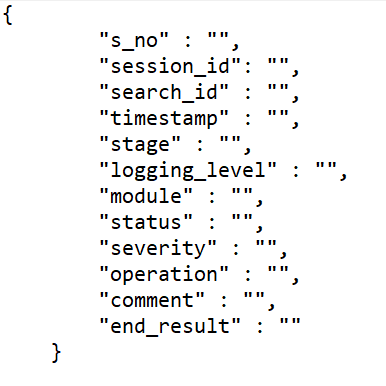 {
"s_no" : "",
"session_id": "",
"search_id" : "",
"timestamp" : "",
"stage" : "",
"logging_level" : "",
"module" : "",
"status" : "",
"severity" : "",
"operation" : "",
"comment" : "",
"end_result" : ""
}